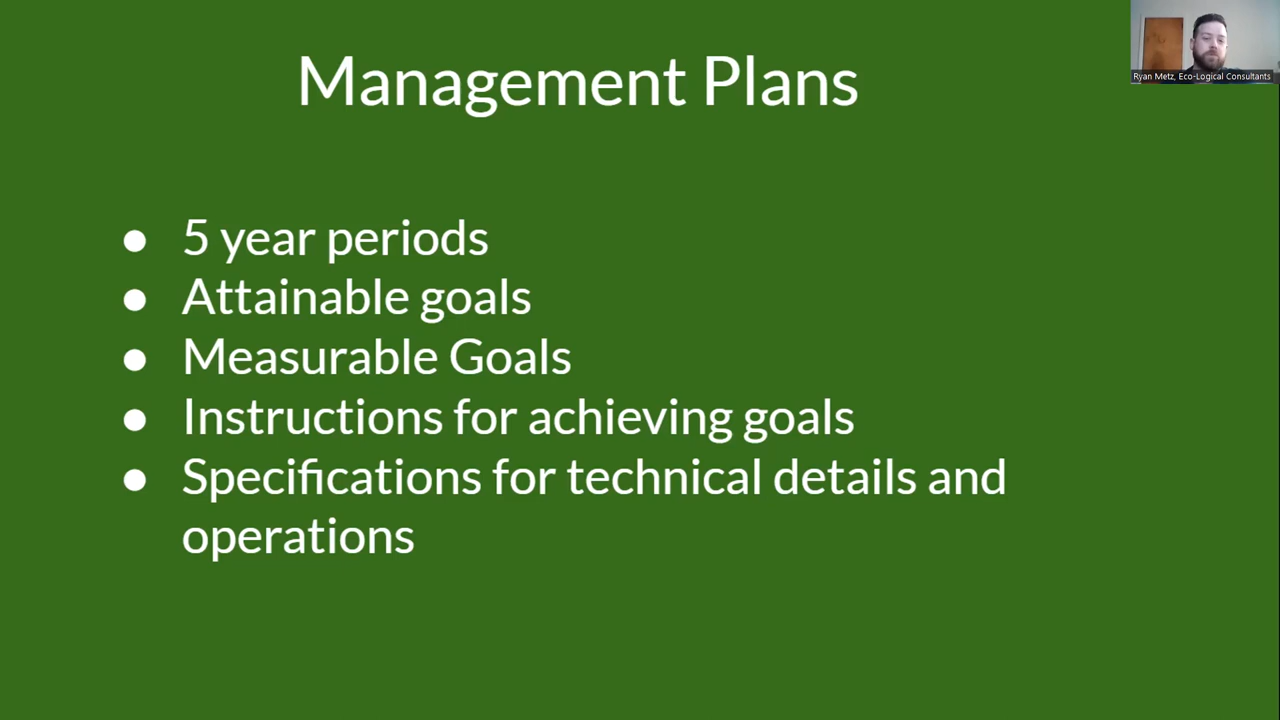 Management Plans
Ryan Metz, Eco-Logical Consultants
● 5 year periods
● Attainable goals
● Measurable Goals
● Instructions for achieving goals
● Specifications for technical details and
operations